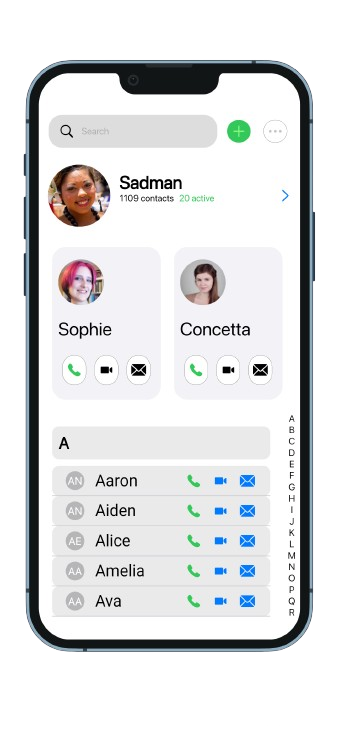 Search
Sadman
1109 contacts 20 active
Sophie
Concetta
A
AN Aaron
AN Aiden
AE Alice
AA Amelia
AA Ava
A
B
C
D
E
F
G
H
I
J
K
L
M
N
O
P
Q
R